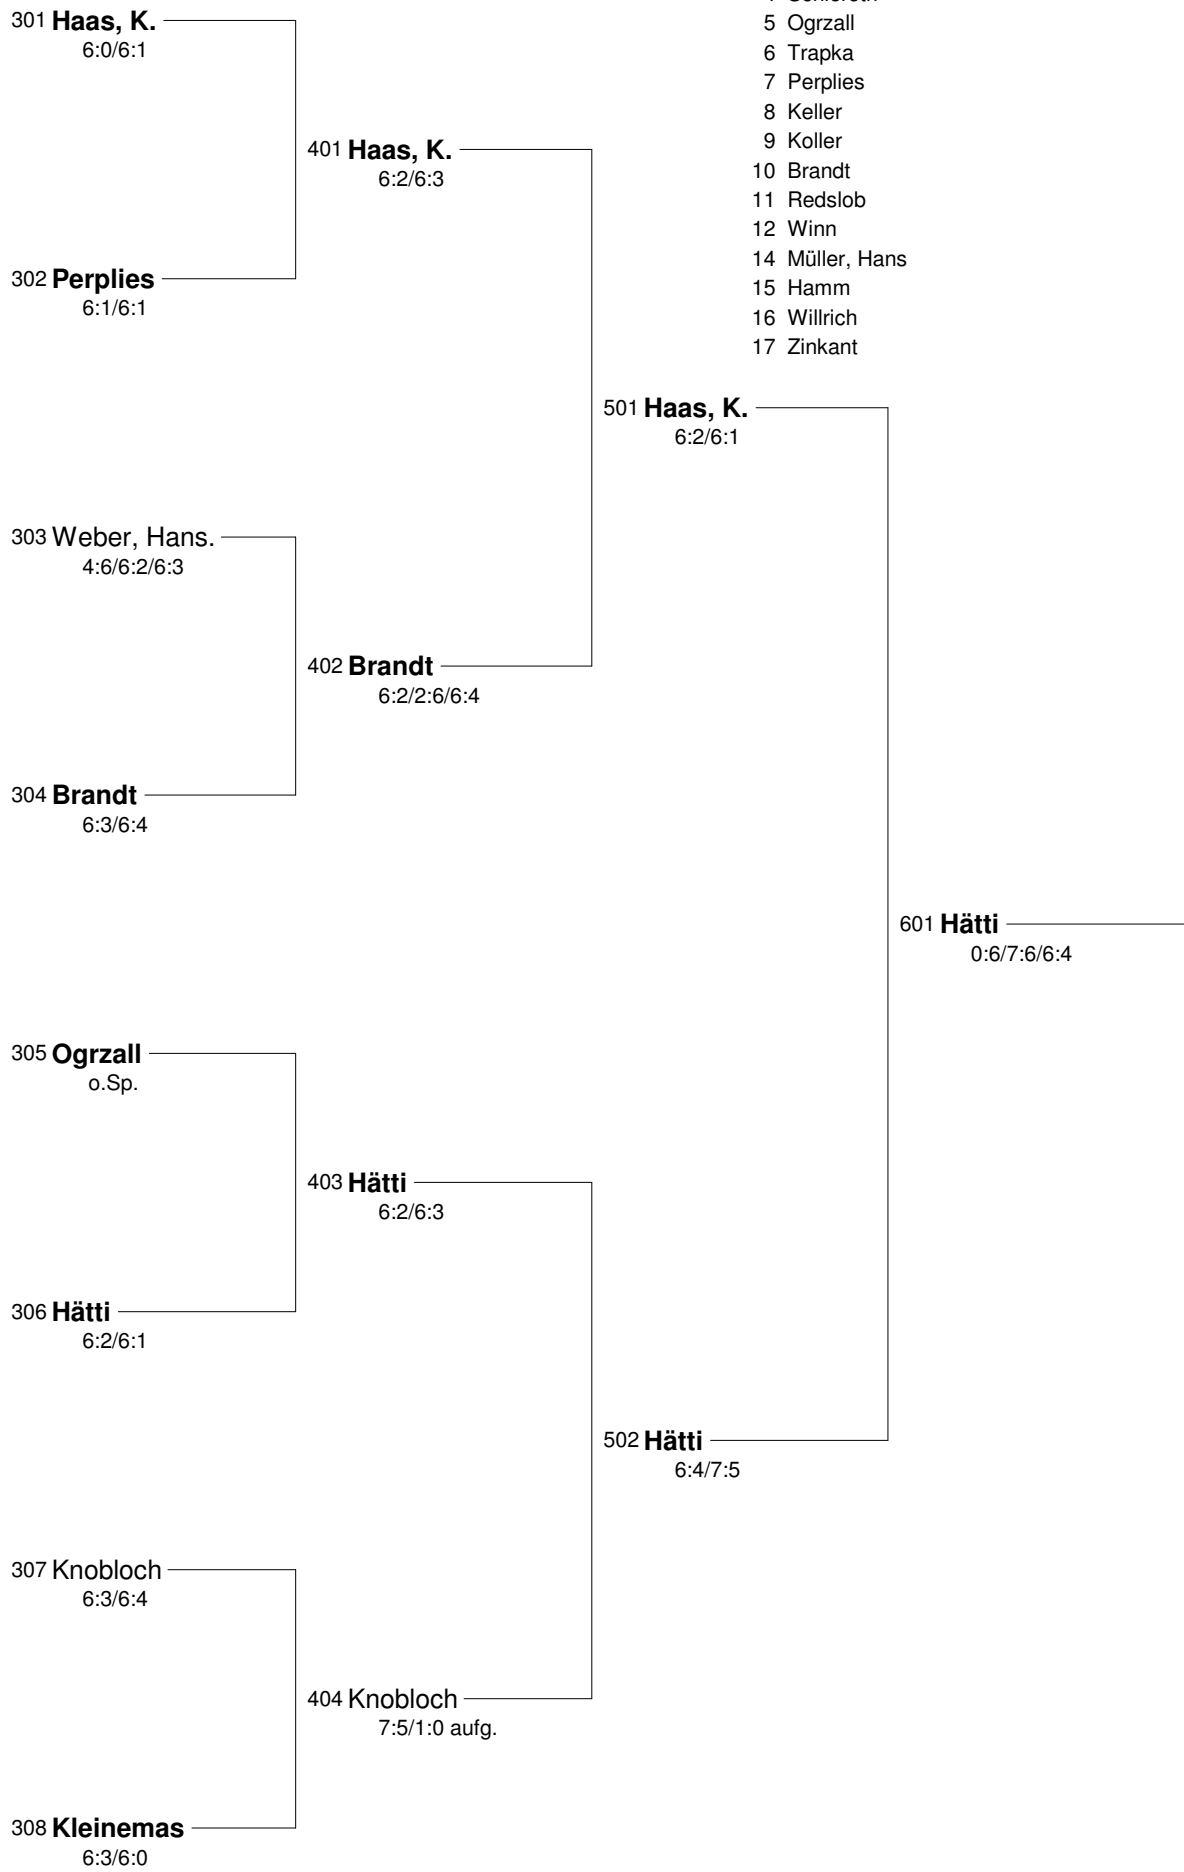 301 Haas, K.
6:0/6:1
5 Ogrzall
6 Trapka
7 Perplies
8 Keller
9 Koller
10 Brandt
11 Redslob
12 Winn
14 Müller, Hans
15 Hamm
16 Willrich
17 Zinkant
401 Haas, K.
6:2/6:3
302 Perplies
6:1/6:1
501 Haas, K.
6:2/6:1
303 Weber, Hans.
4:6/6:2/6:3
402 Brandt
6:2/2:6/6:4
304 Brandt
6:3/6:4
601 Hätti
0:6/7:6/6:4
305 Ogrzall
o.Sp.
403 Hätti
6:2/6:3
306 Hätti
6:2/6:1
502 Hätti
6:4/7:5
307 Knobloch
6:3/6:4
404 Knobloch
7:5/1:0 aufg.
308 Kleinemas
6:3/6:0